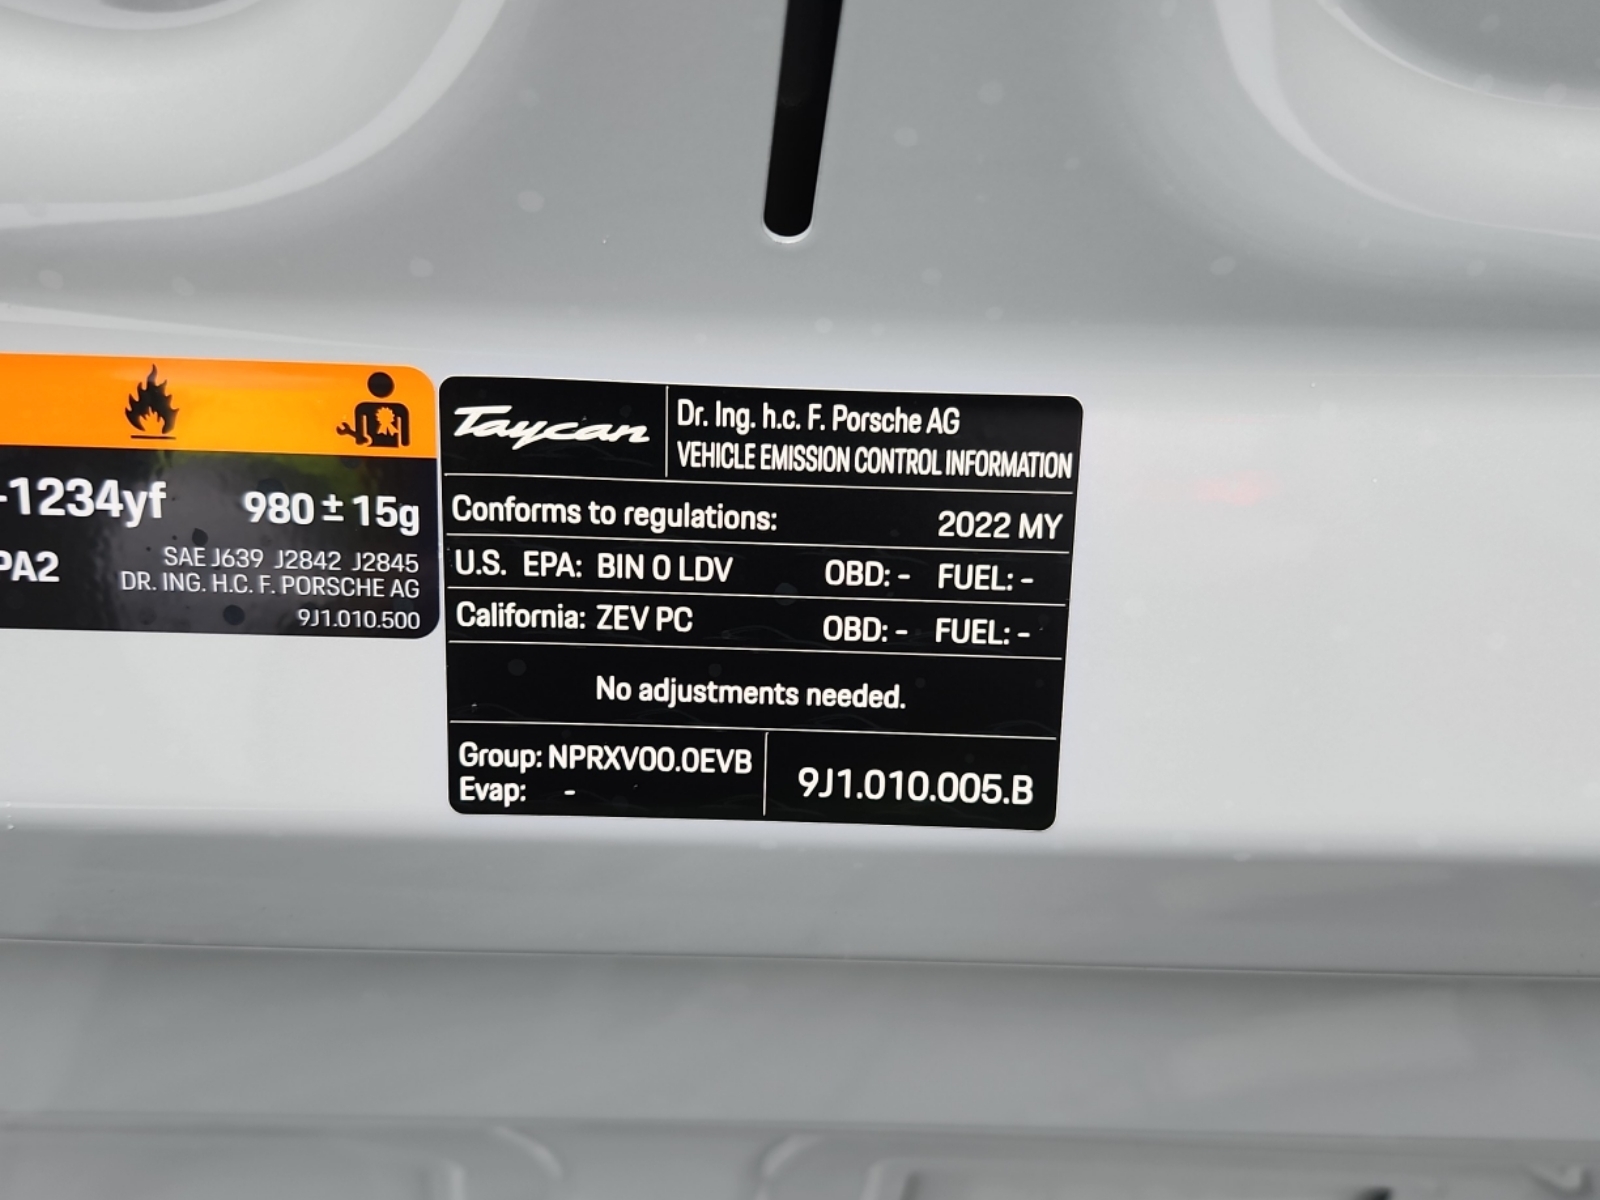 -1234yf 980 ± 15g
PA2 SAE J639 J2842 J2845
DR. ING. H.C. F. PORSCHE AG
9J1.010.500
Taycan
Dr. Ing. h.c. F. Porsche AG
VEHICLE EMISSION CONTROL INFORMATION
Conforms to regulations: 2022 MY
U.S. EPA: BIN 0 LDV OBD: - FUEL: -
California: ZEV PC OBD: - FUEL: -
No adjustments needed.
Group: NPRXV00.0EVB
Evap: -
9J1.010.005.B